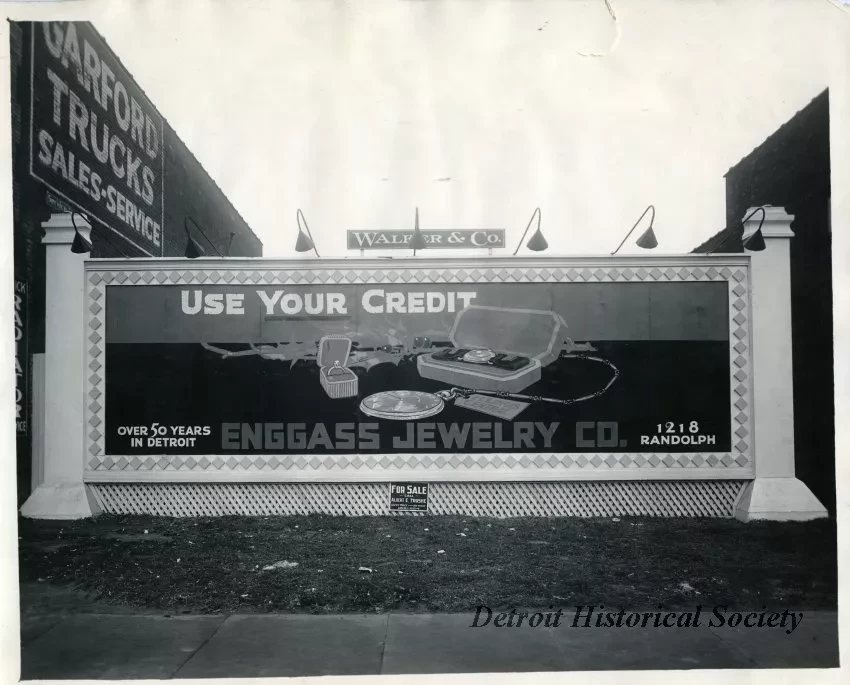 GARFORD
TRUCKS
SALES-SERVICE
WALKER & CO.
USE YOUR CREDIT
OVER 50 YEARS
IN DETROIT
ENGGASS JEWELRY CO.
1218
RANDOLPH
FOR SALE
Detroit Historical Society